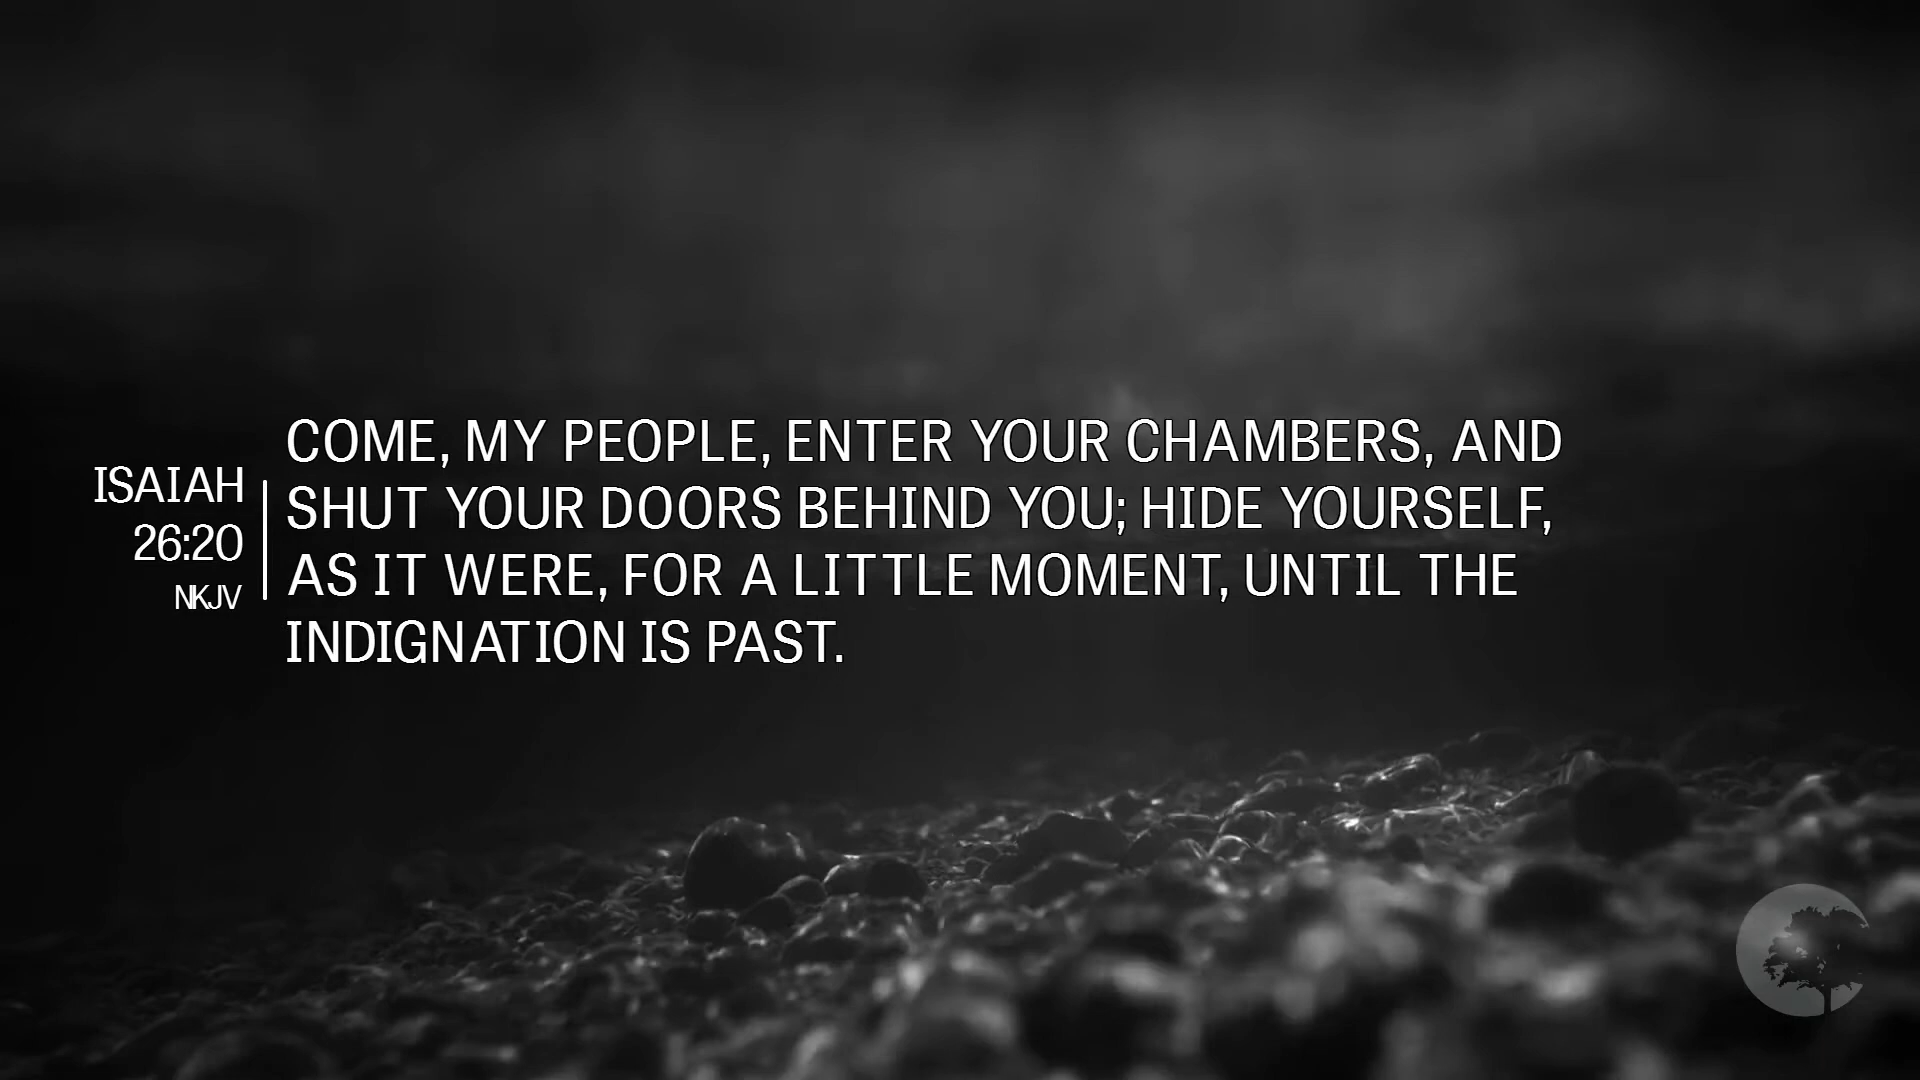 ISAIAH
26:20
NKJV
COME, MY PEOPLE, ENTER YOUR CHAMBERS, AND
SHUT YOUR DOORS BEHIND YOU; HIDE YOURSELF,
AS IT WERE, FOR A LITTLE MOMENT, UNTIL THE
INDIGNATION IS PAST.